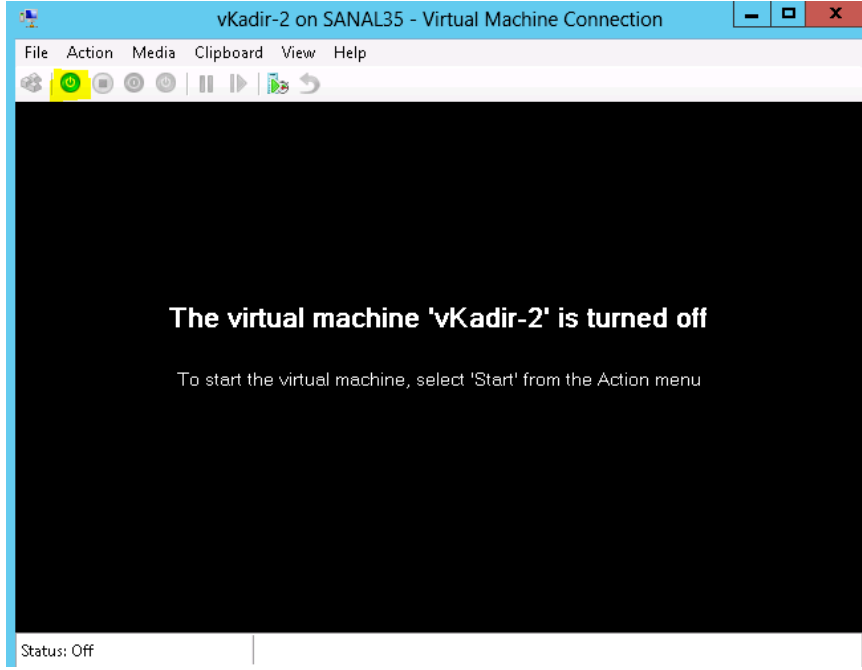 vKadir-2 on SANAL35 - Virtual Machine Connection
File Action Media Clipboard View Help
The virtual machine 'vKadir-2' is turned off
To start the virtual machine, select 'Start' from the Action menu
Status: Off